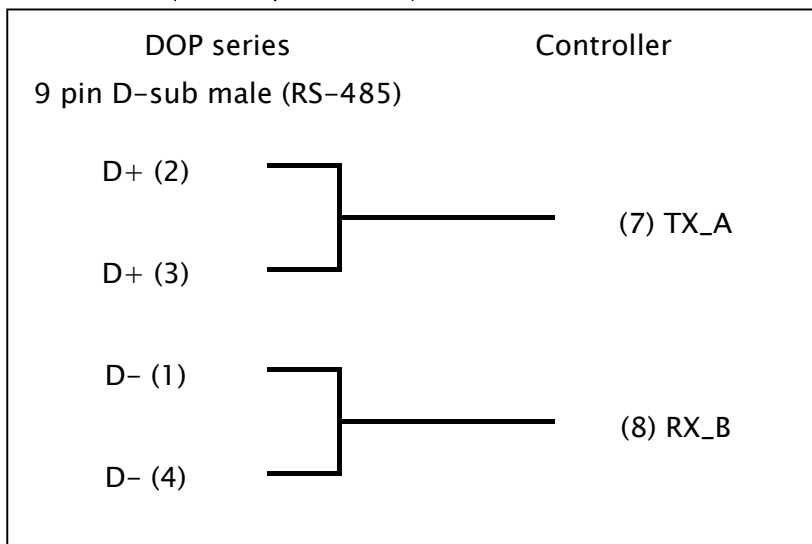 DOP series Controller
9 pin D-sub male (RS-485)
D+ (2)
(7) TX_A
D+ (3)
D- (1)
(8) RX_B
D- (4)